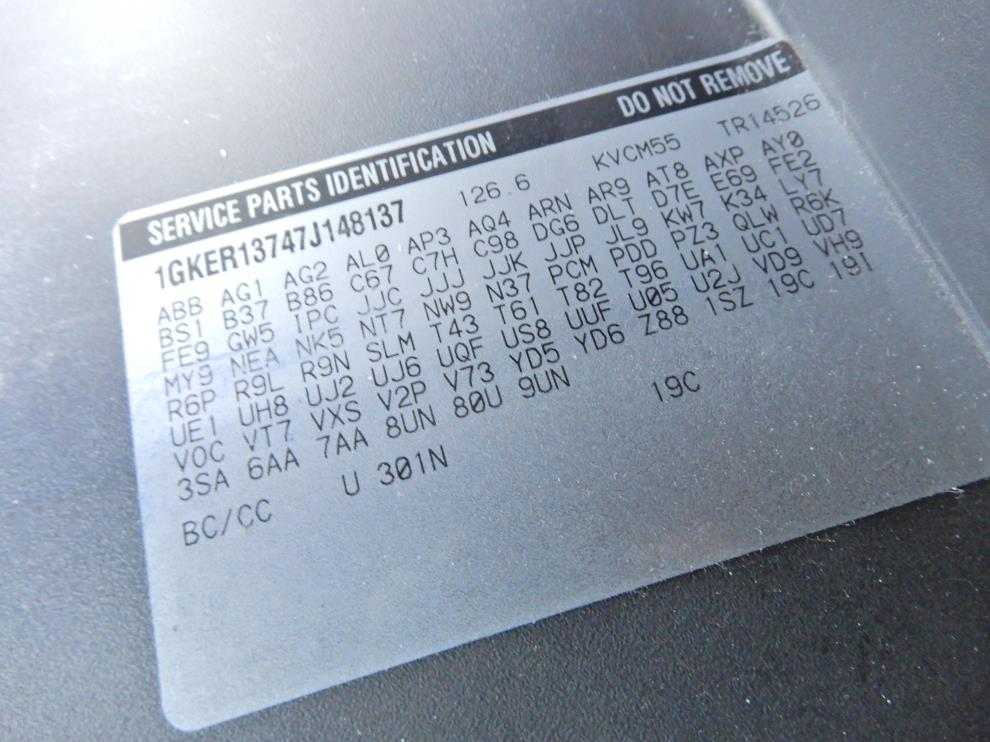 SERVICE PARTS IDENTIFICATION DO NOT REMOVE
1GKER13747J148137 126.6 KVCM55 TR14526
ABB AG1 AG2 AL0 AP3 AQ4 ARN AR9 AT8 AXP AY0
BS1 B37 B86 C67 C7H C98 DG6 DLT D7E E69 FE2
FE9 GW5 1PC JJC JJJ JJK JJP JL9 KW7 K34 LY7
MY9 NEA NK5 NT7 NW9 N37 PCM PDD PZ3 QLW R6K
R6P R9L R9N SLM T43 T61 T82 T96 UA1 UC1 UD7
UE1 UH8 UJ2 UJ6 UQF US8 UUF U05 U2J VD9 VH9
VOC VT7 VXS V2P V73 YD5 YD6 Z88 1SZ 19C 19I
3SA 6AA 7AA 8UN 80U 9UN
BC/CC U 301N 19C